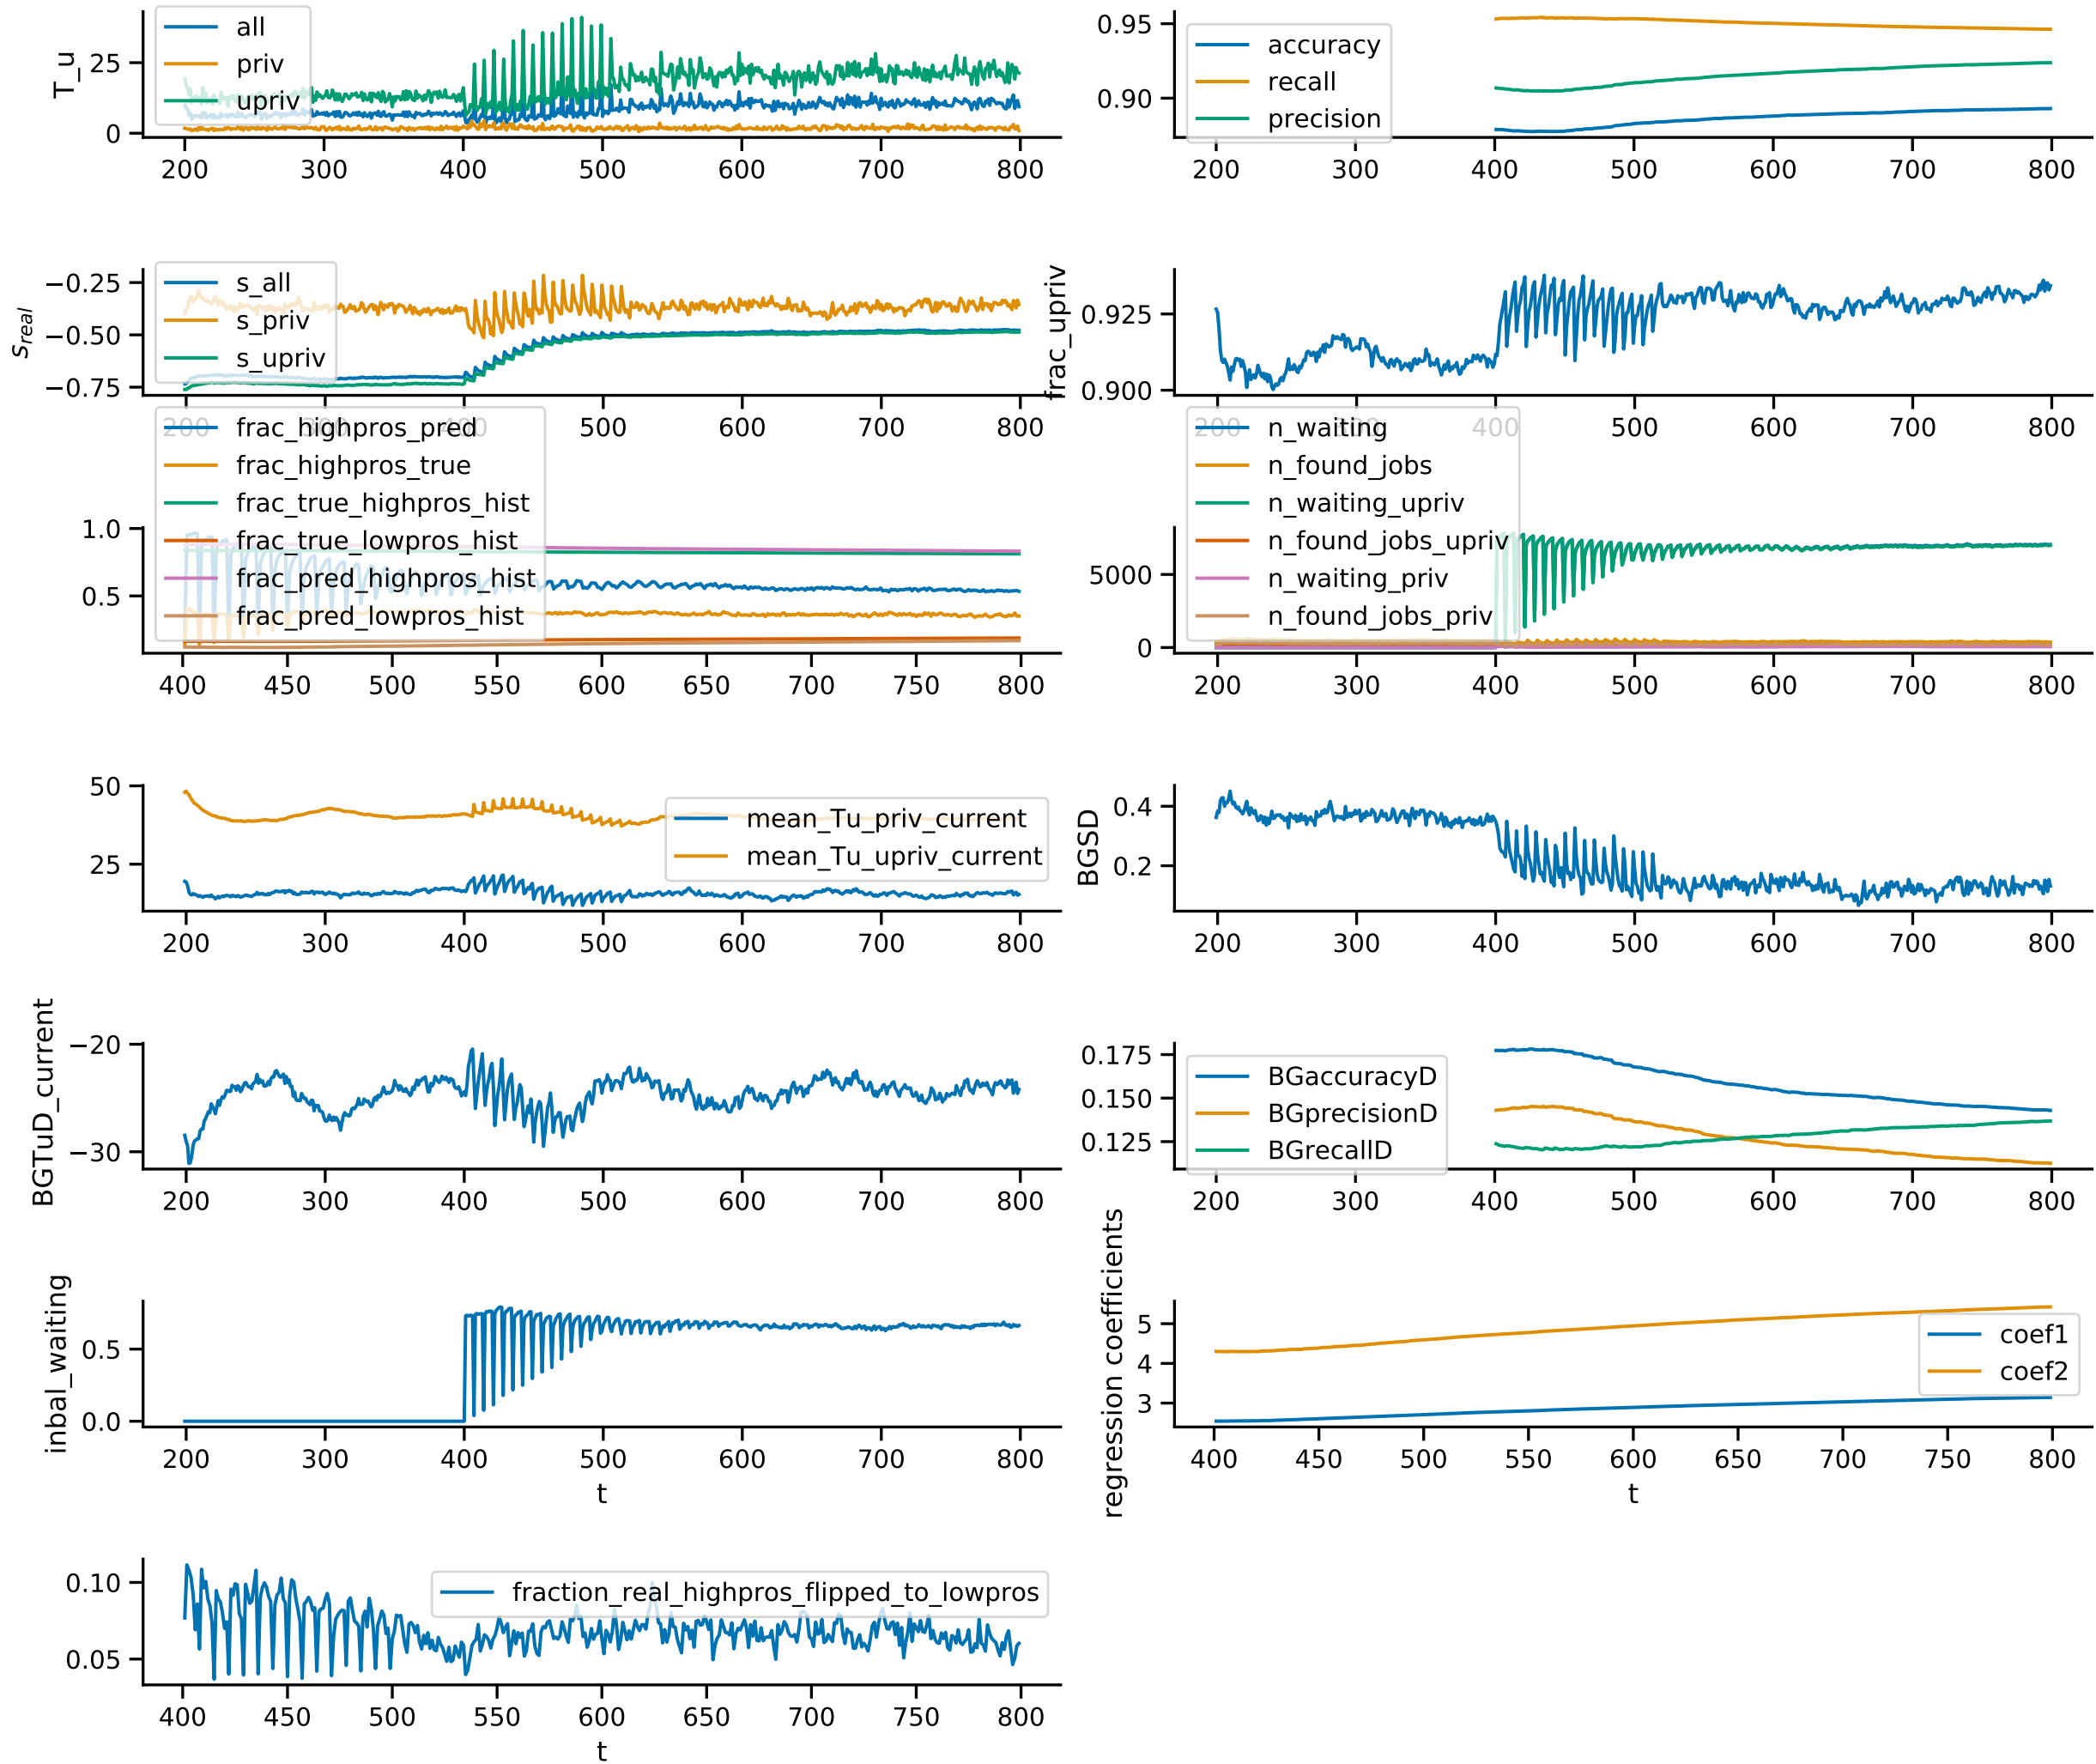 T_u
25
0
all
priv
upriv
200 300 400 500 600 700 800
0.95
0.90
accuracy
recall
precision
200 300 400 500 600 700 800
s_real
−0.25
−0.50
−0.75
s_all
s_priv
s_upriv
200 300 400 500 600 700 800
frac_upriv
0.925
0.900
200 300 400 500 600 700 800
1.0
0.5
frac_highpros_pred
frac_highpros_true
frac_true_highpros_hist
frac_true_lowpros_hist
frac_pred_highpros_hist
frac_pred_lowpros_hist
400 450 500 550 600 650 700 750 800
5000
0
n_waiting
n_found_jobs
n_waiting_upriv
n_found_jobs_upriv
n_waiting_priv
n_found_jobs_priv
200 300 400 500 600 700 800
50
25
mean_Tu_priv_current
mean_Tu_upriv_current
200 300 400 500 600 700 800
BGSD
0.4
0.2
200 300 400 500 600 700 800
BGTuD_current
−20
−30
200 300 400 500 600 700 800
0.175
0.150
0.125
BGaccuracyD
BGprecisionD
BGrecallD
200 300 400 500 600 700 800
inbal_waiting
0.5
0.0
200 300 400 500 600 700 800
t
regression coefficients
5
4
3
coef1
coef2
400 450 500 550 600 650 700 750 800
t
0.10
0.05
fraction_real_highpros_flipped_to_lowpros
400 450 500 550 600 650 700 750 800
t